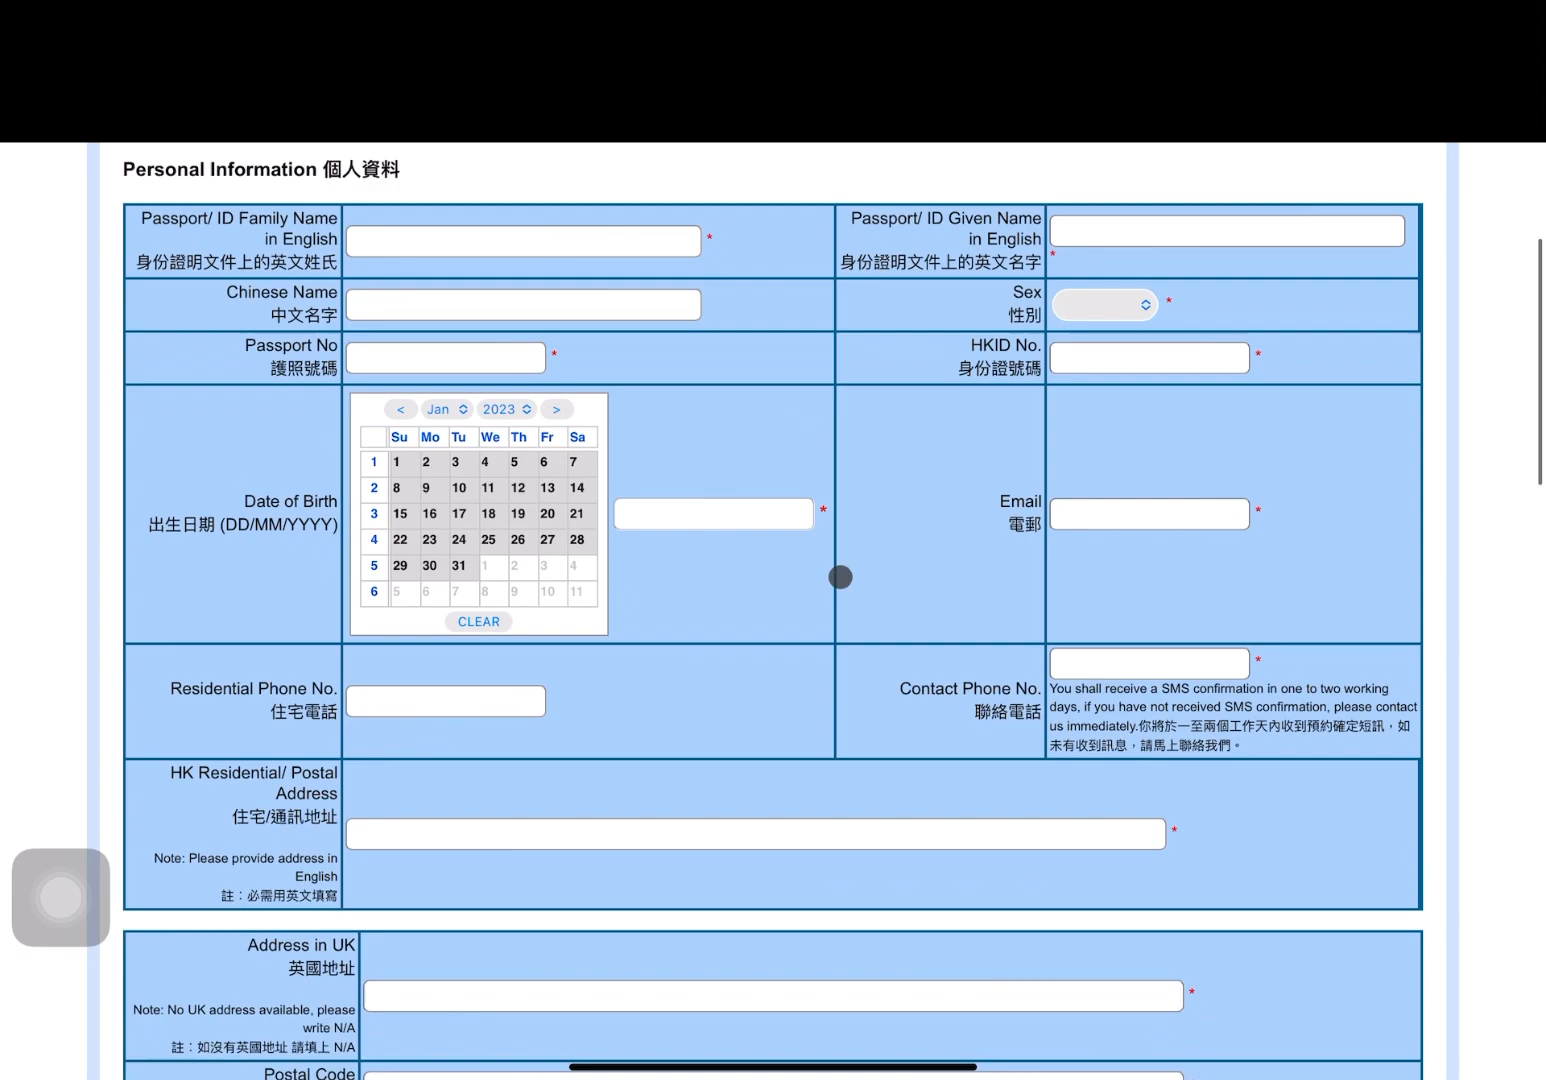 Personal Information 個人資料
Passport/ ID Family Name
in English
身份證明文件上的英文姓氏
*
Passport/ ID Given Name
in English
身份證明文件上的英文名字
*
Chinese Name
中文名字
Sex
性別
*
Passport No
護照號碼
*
HKID No.
身份證號碼
*
Date of Birth
出生日期 (DD/MM/YYYY)
< Jan 2023 >
Su Mo Tu We Th Fr Sa
1 1 2 3 4 5 6 7
2 8 9 10 11 12 13 14
3 15 16 17 18 19 20 21
4 22 23 24 25 26 27 28
5 29 30 31 1 2 3 4
6 5 6 7 8 9 10 11
CLEAR
*
Email
電郵
*
Residential Phone No.
住宅電話
Contact Phone No.
聯絡電話
*
You shall receive a SMS confirmation in one to two working
days, if you have not received SMS confirmation, please contact
us immediately.你將於一至兩個工作天內收到預約確定短訊，如
未有收到訊息，請馬上聯絡我們。
HK Residential/ Postal
Address
住宅/通訊地址
Note: Please provide address in
English
註：必需用英文填寫
*
Address in UK
英國地址
Note: No UK address available, please
write N/A
註：如沒有英國地址 請填上 N/A
*
Postal Code